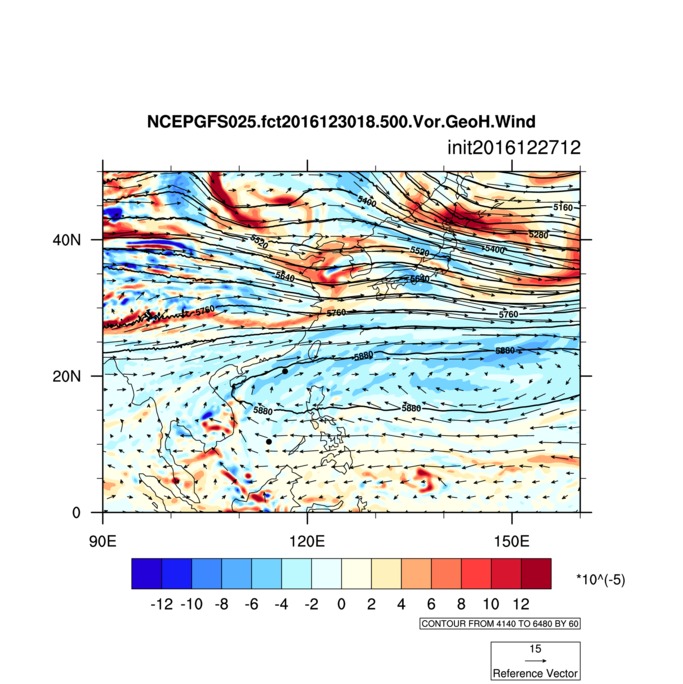 NCEPGFS025.fct2016123018.500.Vor.GeoH.Wind
init2016122712
5400
5160
5280
5520
5520
5400
5640
5640
5760
5760
5760
5880
5880
5880
5880
40N
20N
0
90E 120E 150E
-12 -10 -8 -6 -4 -2 0 2 4 6 8 10 12
*10^(-5)
CONTOUR FROM 4140 TO 6480 BY 60
15
Reference Vector